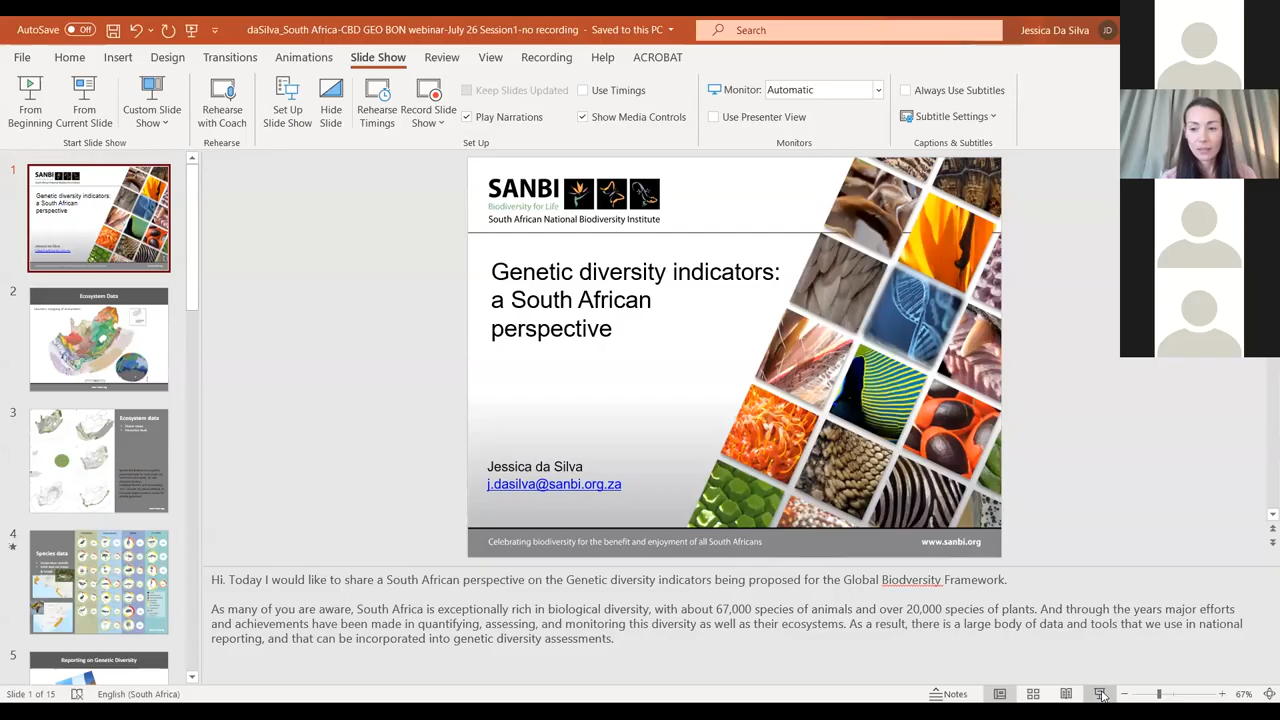 AutoSave Off
daSilva_South Africa-CBD GEO BON webinar-July 26 Session1-no recording - Saved to this PC
Search
Jessica Da Silva JD
File Home Insert Design Transitions Animations Slide Show Review View Recording Help ACROBAT
From Beginning
From Current Slide
Custom Slide Show
Start Slide Show
Rehearse with Coach
Rehearse
Set Up Slide Show
Hide Slide
Rehearse Timings
Record Slide Show
Keep Slides Updated
Use Timings
Play Narrations
Show Media Controls
Set Up
Monitor: Automatic
Use Presenter View
Monitors
Always Use Subtitles
Subtitle Settings
Captions & Subtitles
1
SANBI
Genetic diversity indicators:
a South African
perspective
2
Ecosystem Data
3
Ecosystem data
4
Species data
5
Reporting on Genetic Diversity
SANBI
Biodiversity for Life
South African National Biodiversity Institute
Genetic diversity indicators:
a South African
perspective
Jessica da Silva
j.dasilva@sanbi.org.za
Celebrating biodiversity for the benefit and enjoyment of all South Africans
www.sanbi.org
Hi. Today I would like to share a South African perspective on the Genetic diversity indicators being proposed for the Global Biodversity Framework.
As many of you are aware, South Africa is exceptionally rich in biological diversity, with about 67,000 species of animals and over 20,000 species of plants. And through the years major efforts
and achievements have been made in quantifying, assessing, and monitoring this diversity as well as their ecosystems. As a result, there is a large body of data and tools that we use in national
reporting, and that can be incorporated into genetic diversity assessments.
Slide 1 of 15
English (South Africa)
Notes
67%